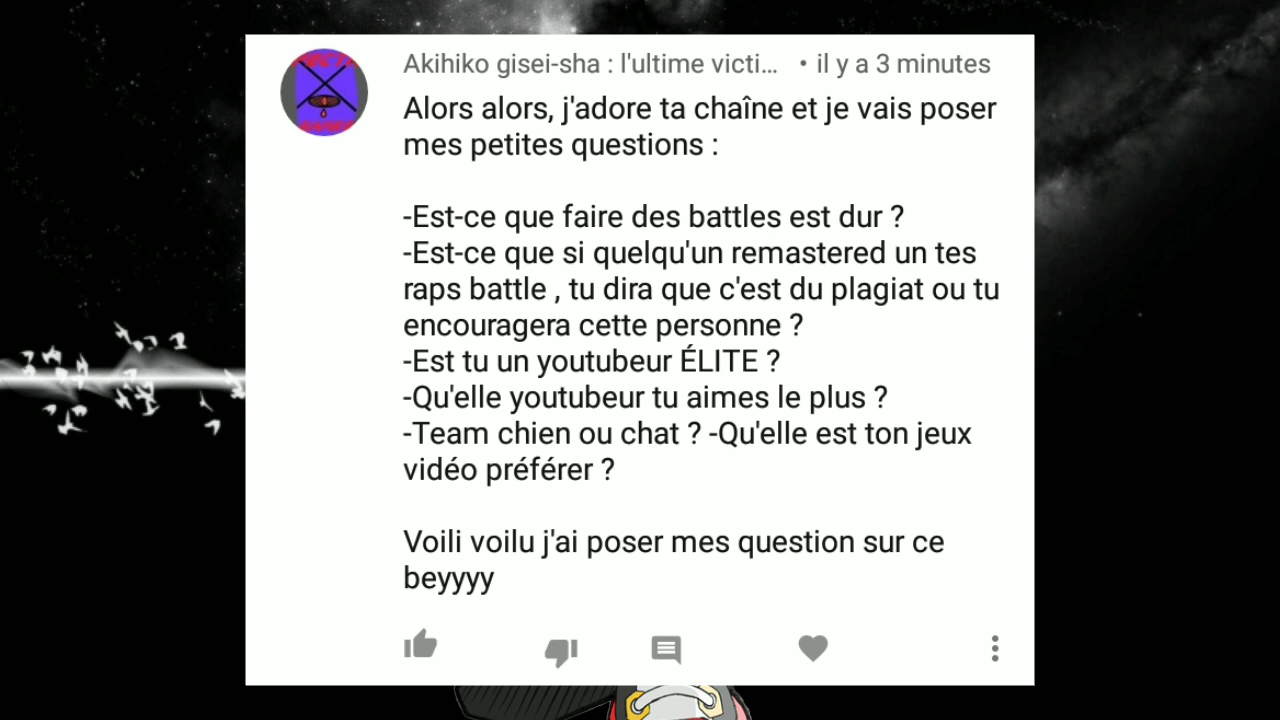 Akihiko gisei-sha : l'ultime victi... • il y a 3 minutes
Alors alors, j'adore ta chaîne et je vais poser
mes petites questions :
-Est-ce que faire des battles est dur ?
-Est-ce que si quelqu'un remastered un tes
raps battle , tu dira que c'est du plagiat ou tu
encouragera cette personne ?
-Est tu un youtubeur ÉLITE ?
-Qu'elle youtubeur tu aimes le plus ?
-Team chien ou chat ? -Qu'elle est ton jeux
vidéo préférer ?
Voili voilu j'ai poser mes question sur ce
beyyyy